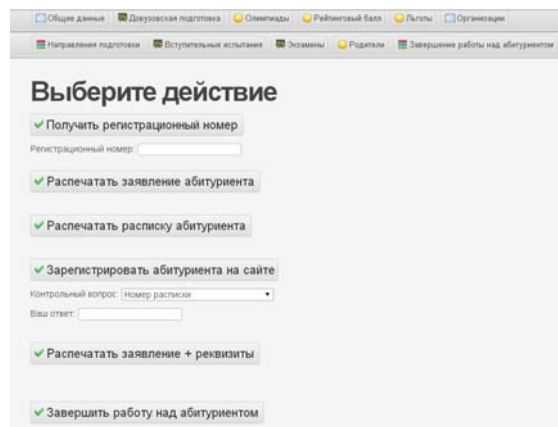 Общие данные Довузовская подготовка Олимпиады Рейтинговый балл Льготы Организации
Направления подготовки Вступительные испытания Экзамены Родители Завершение работы над абитуриентом
Выберите действие
Получить регистрационный номер
Регистрационный номер:
Распечатать заявление абитуриента
Распечатать расписку абитуриента
Зарегистрировать абитуриента на сайте
Контрольный вопрос: Номер расписки
Ваш ответ:
Распечатать заявление + реквизиты
Завершить работу над абитуриентом